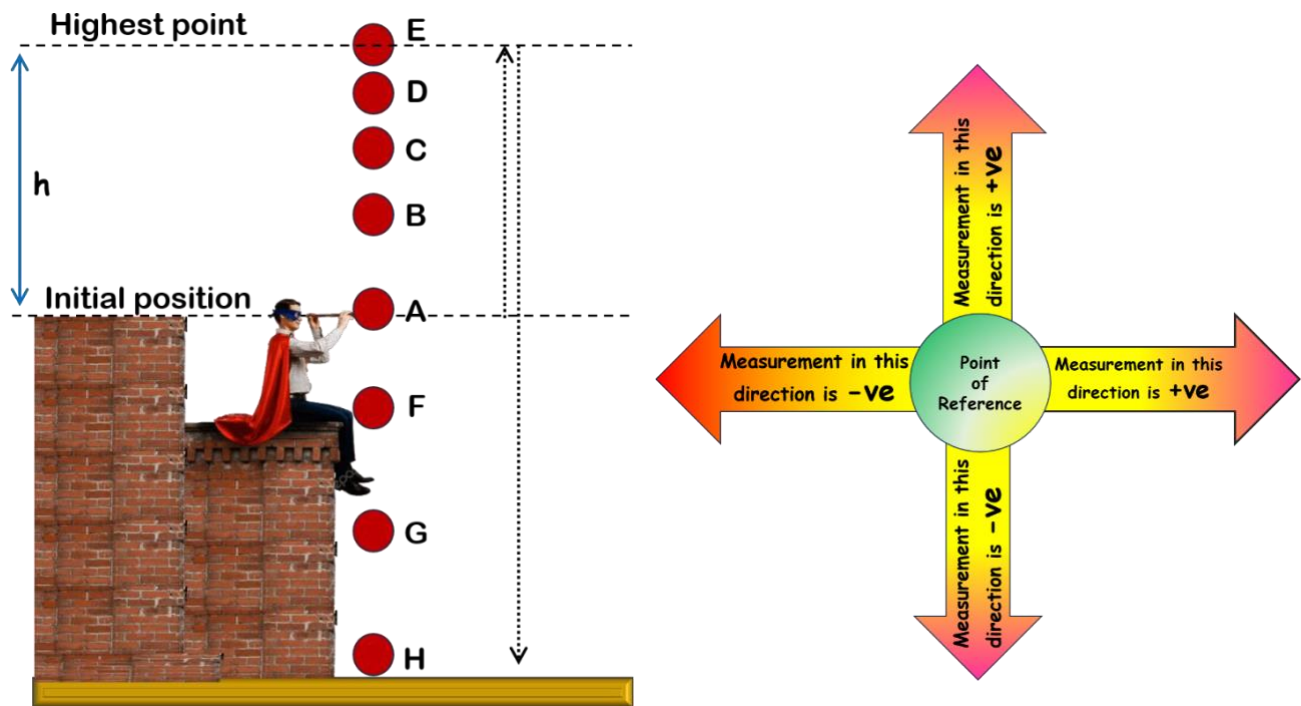 Highest point
E
D
C
h
B
Initial position
A
F
G
H
Measurement in this
direction is +ve
Measurement in this
direction is -ve
Point
of
Reference
Measurement in this
direction is +ve
Measurement in this
direction is -ve